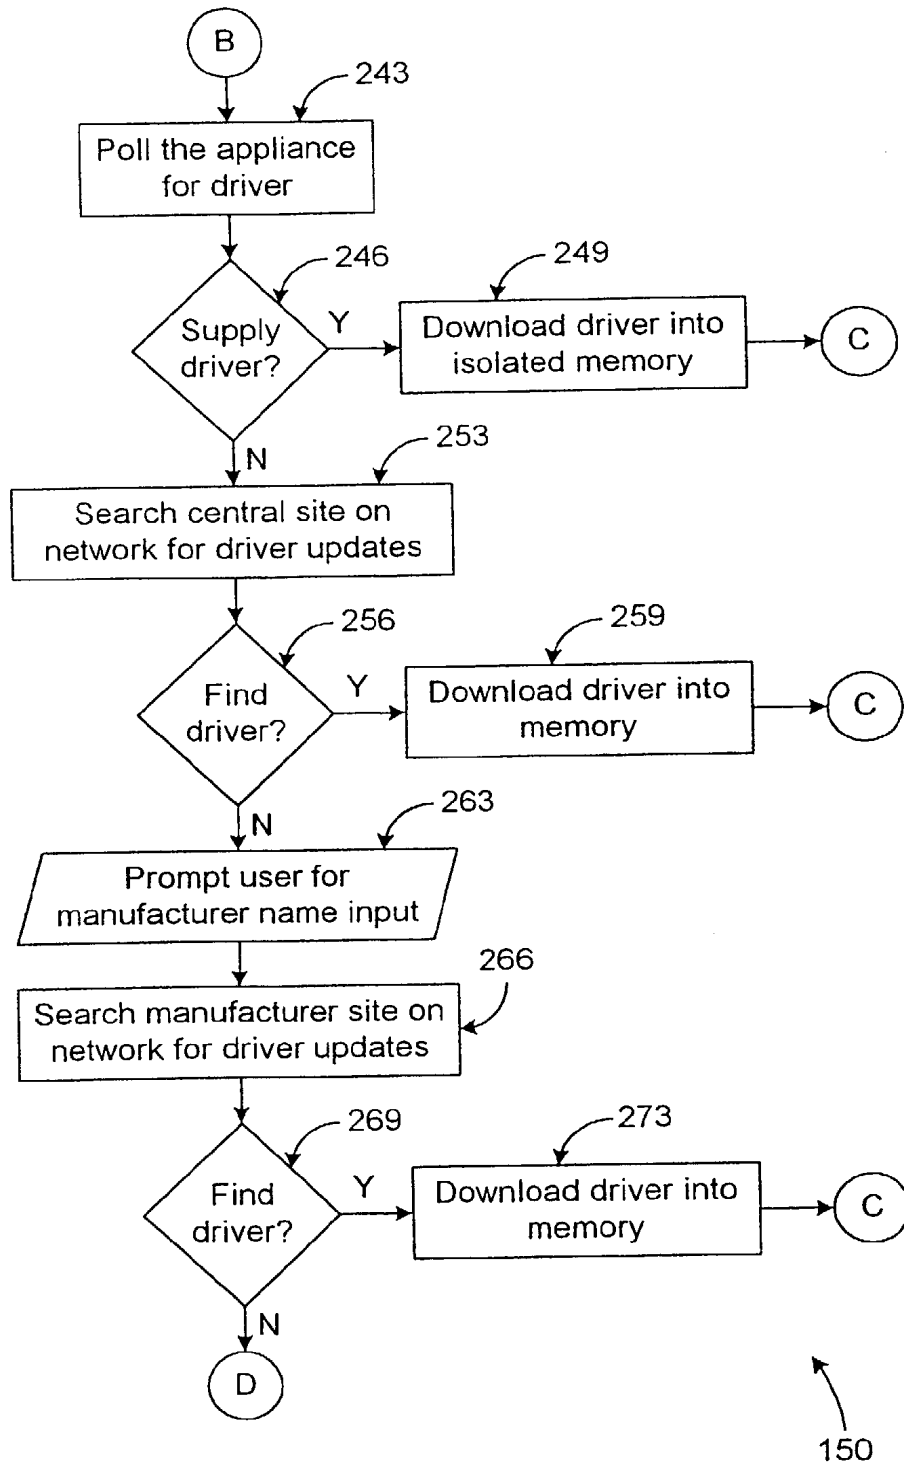 B
243
Poll the appliance
for driver
246
249
Supply
driver?
Y
Download driver into
isolated memory
C
N
253
Search central site on
network for driver updates
256
259
Find
driver?
Y
Download driver into
memory
C
N
263
Prompt user for
manufacturer name input
266
Search manufacturer site on
network for driver updates
269
273
Find
driver?
Y
Download driver into
memory
C
N
D
150